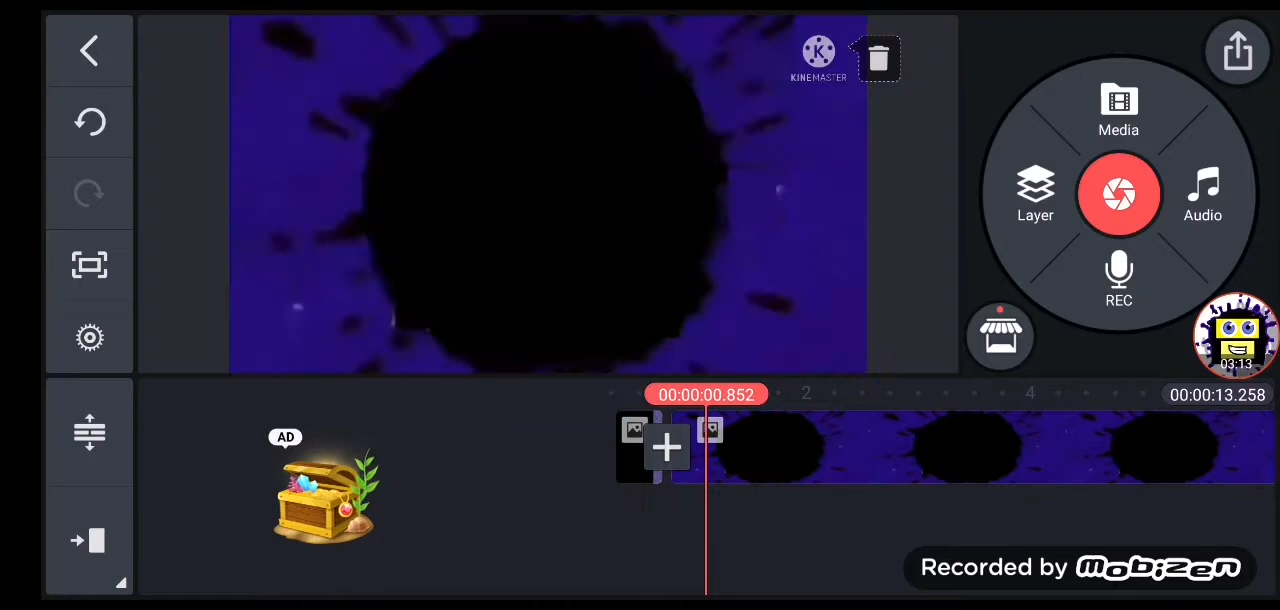 K
KINEMASTER
Media
Layer
Audio
REC
03:13
00:00:00.852
2
4
00:00:13.258
AD
Recorded by mobizen